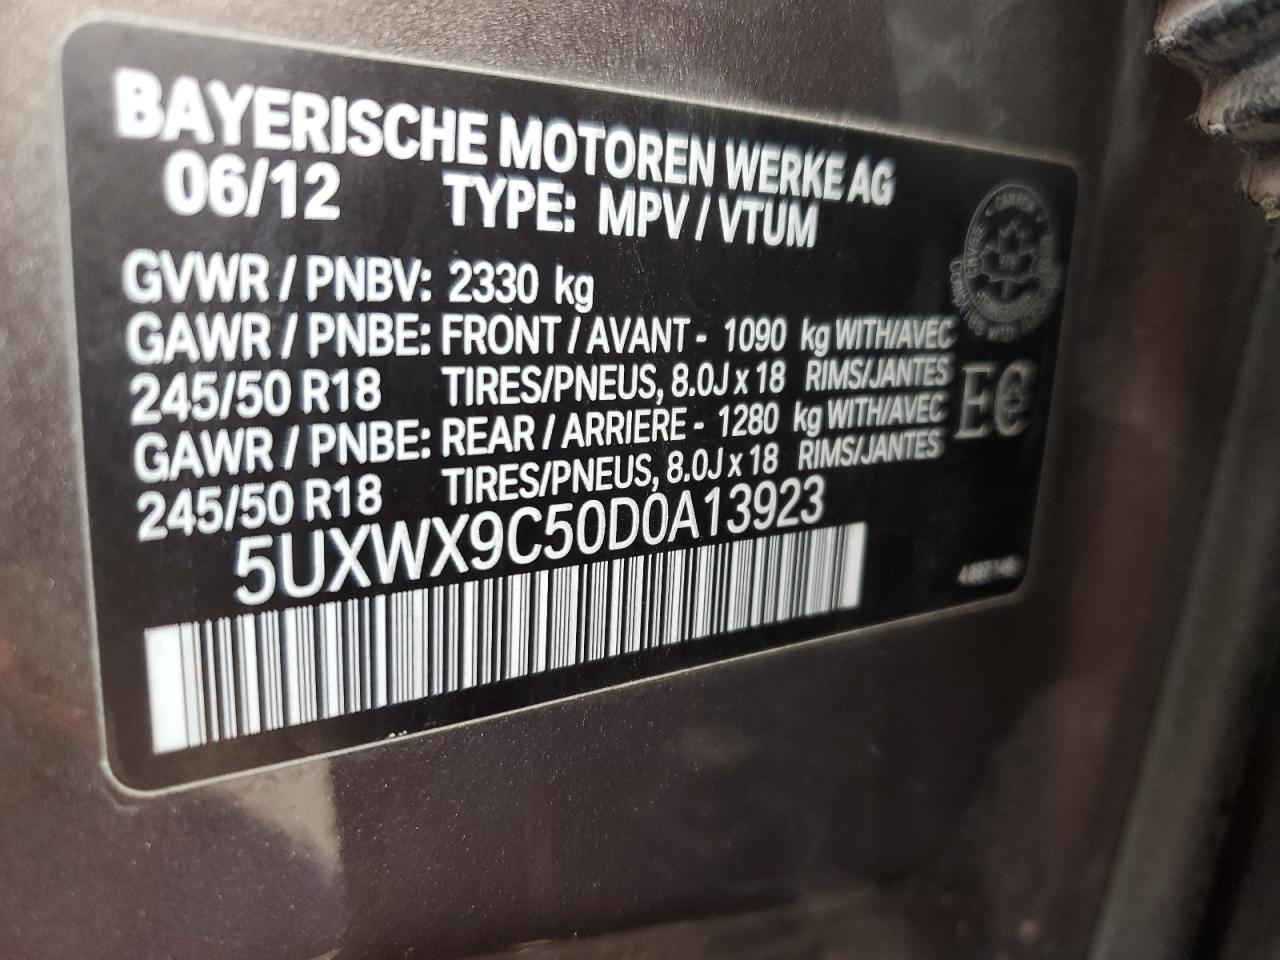 BAYERISCHE MOTOREN WERKE AG
06/12 TYPE: MPV / VTUM
GVWR / PNBV: 2330 kg
GAWR / PNBE: FRONT / AVANT - 1090 kg WITH/AVEC
245/50 R18 TIRES/PNEUS, 8.0J x 18 RIMS/JANTES
GAWR / PNBE: REAR / ARRIERE - 1280 kg WITH/AVEC
245/50 R18 TIRES/PNEUS, 8.0J x 18 RIMS/JANTES
5UXWX9C50D0A13923
CANADA
EC